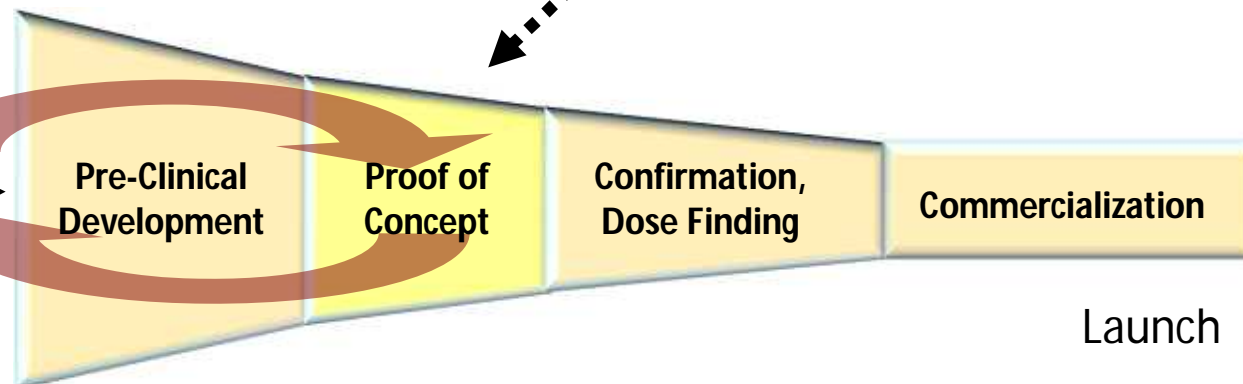 Pre-Clinical
Development
Proof of
Concept
Confirmation,
Dose Finding
Commercialization
Launch